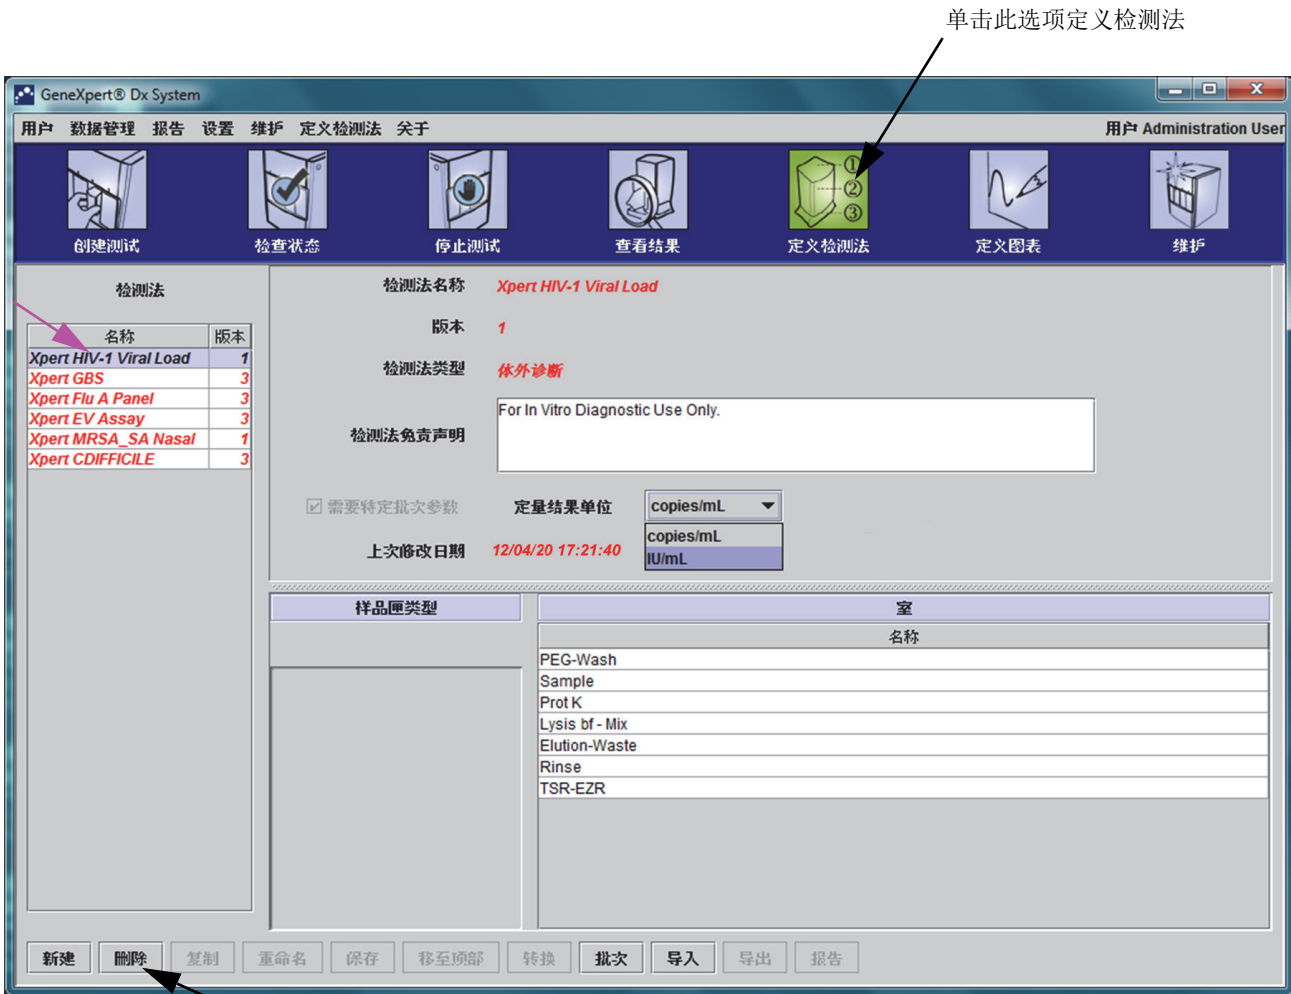 单击此选项定义检测法
GeneXpert® Dx System
用户 数据管理 报告 设置 维护 定义检测法 关于
用户 Administration User
①
②
③
创建测试 检查状态 停止测试 查看结果 定义检测法 定义图表 维护
检测法
名称 版本
Xpert HIV-1 Viral Load 1
Xpert GBS 3
Xpert Flu A Panel 3
Xpert EV Assay 3
Xpert MRSA_SA Nasal 1
Xpert CDIFFICILE 3
检测法名称 Xpert HIV-1 Viral Load
版本 1
检测法类型 体外诊断
检测法免责声明 For In Vitro Diagnostic Use Only.
需要特定批次参数 定量结果单位 copies/mL
copies/mL
IU/mL
上次修改日期 12/04/20 17:21:40
样品匣类型 室
名称
PEG-Wash
Sample
Prot K
Lysis bf - Mix
Elution-Waste
Rinse
TSR-EZR
新建 删除 复制 重命名 保存 移至顶部 转换 批次 导入 导出 报告